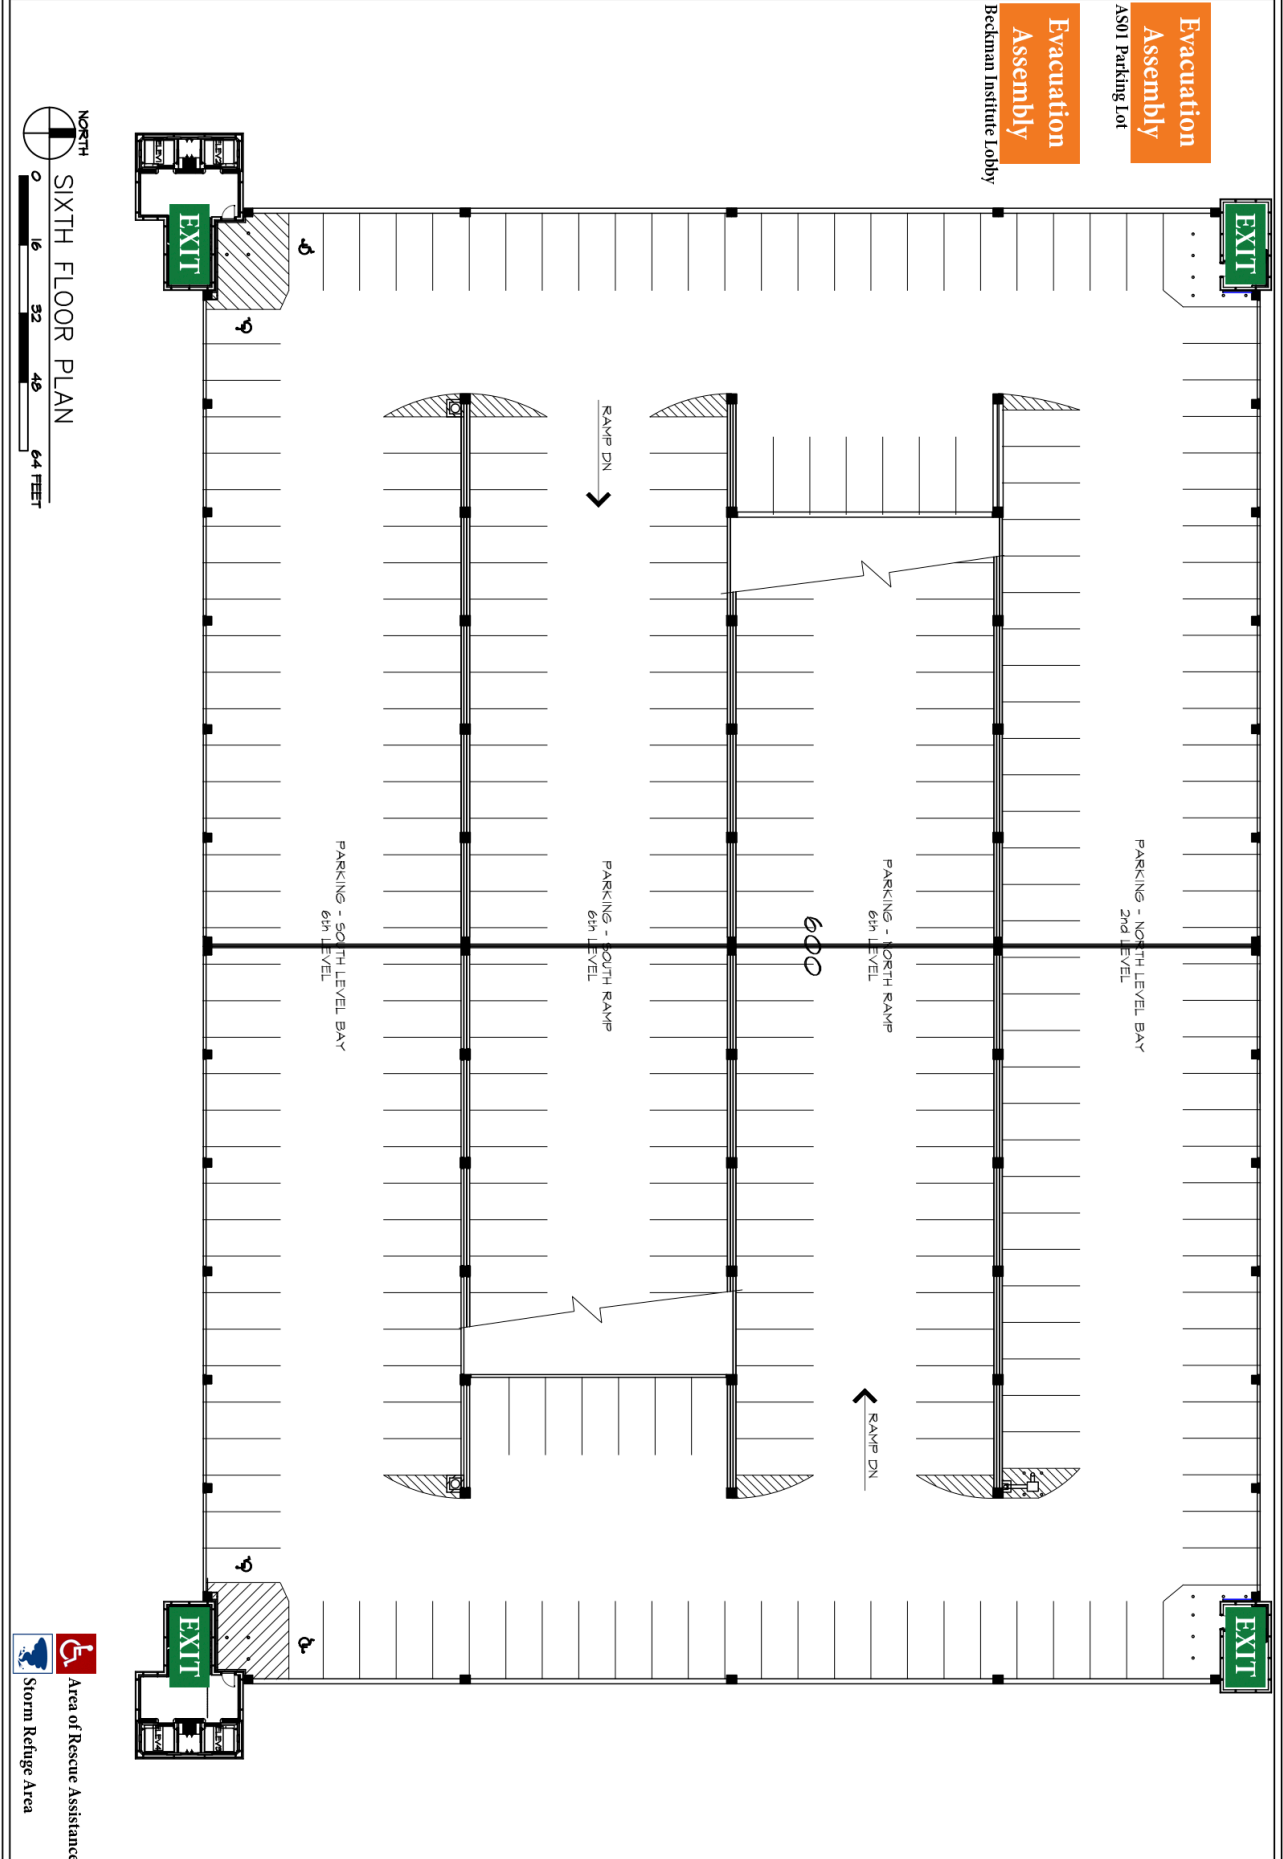 Evacuation
Assembly
Beckman Institute Lobby
Evacuation
Assembly
AS01 Parking Lot
EXIT
EXIT
RAMP DN
PARKING - NORTH LEVEL BAY
2nd LEVEL
PARKING - NORTH RAMP
6th LEVEL
600
PARKING - SOUTH RAMP
6th LEVEL
PARKING - SOUTH LEVEL BAY
6th LEVEL
RAMP DN
EXIT
EXIT
NORTH
SIXTH FLOOR PLAN
0 16 32 48 64 FEET
Area of Rescue Assistance
Storm Refuge Area